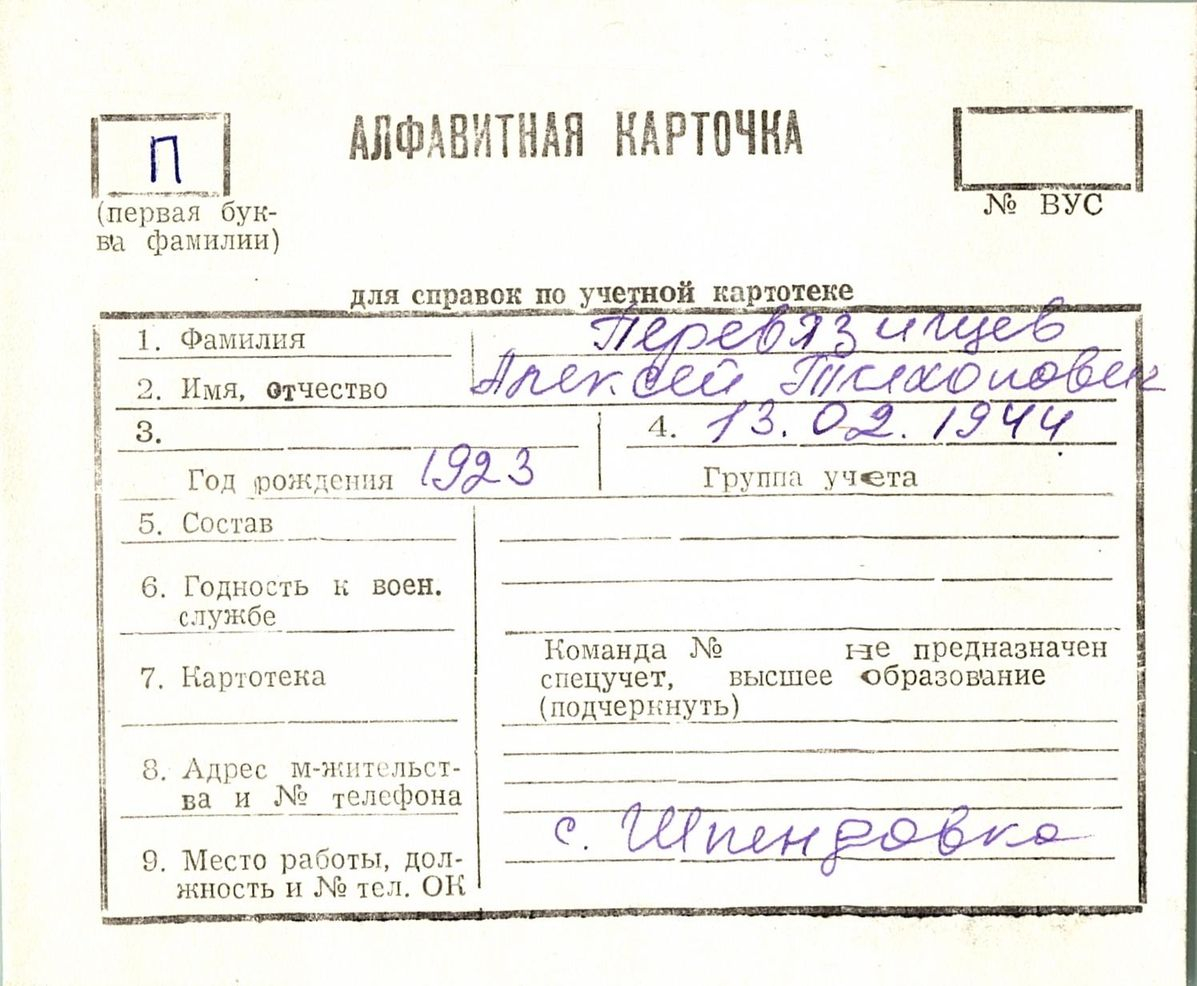 П
АЛФАВИТНАЯ КАРТОЧКА
(первая бук-
ва фамилии)
№ ВУС
для справок по учетной картотеке
1. Фамилия Перевязигцев
2. Имя, отчество Алексей Тихонович
3. 4. 13.02.1944
Год рождения 1923 Группа учета
5. Состав
6. Годность к воен.
службе
7. Картотека
Команда № не предназначен
спецучет, высшее образование
(подчеркнуть)
8. Адрес м-жительст-
ва и № телефона
9. Место работы, дол-
жность и № тел. ОК
с. Шпендовка